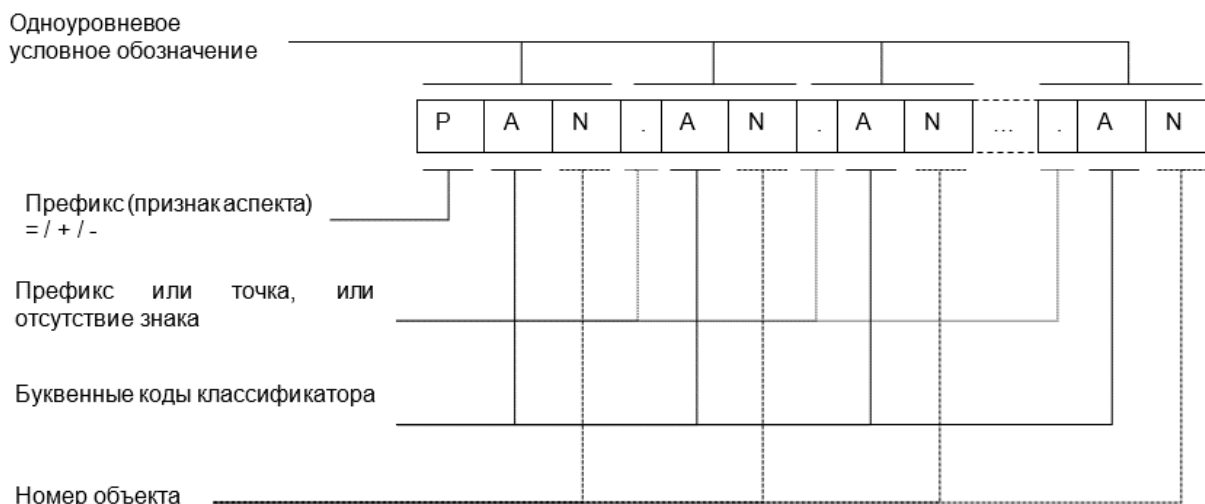 Одноуровневое
условное обозначение
P A N . A N . A N ... . A N
Префикс (признак аспекта)
= / + / -
Префикс или точка, или
отсутствие знака
Буквенные коды классификатора
Номер объекта